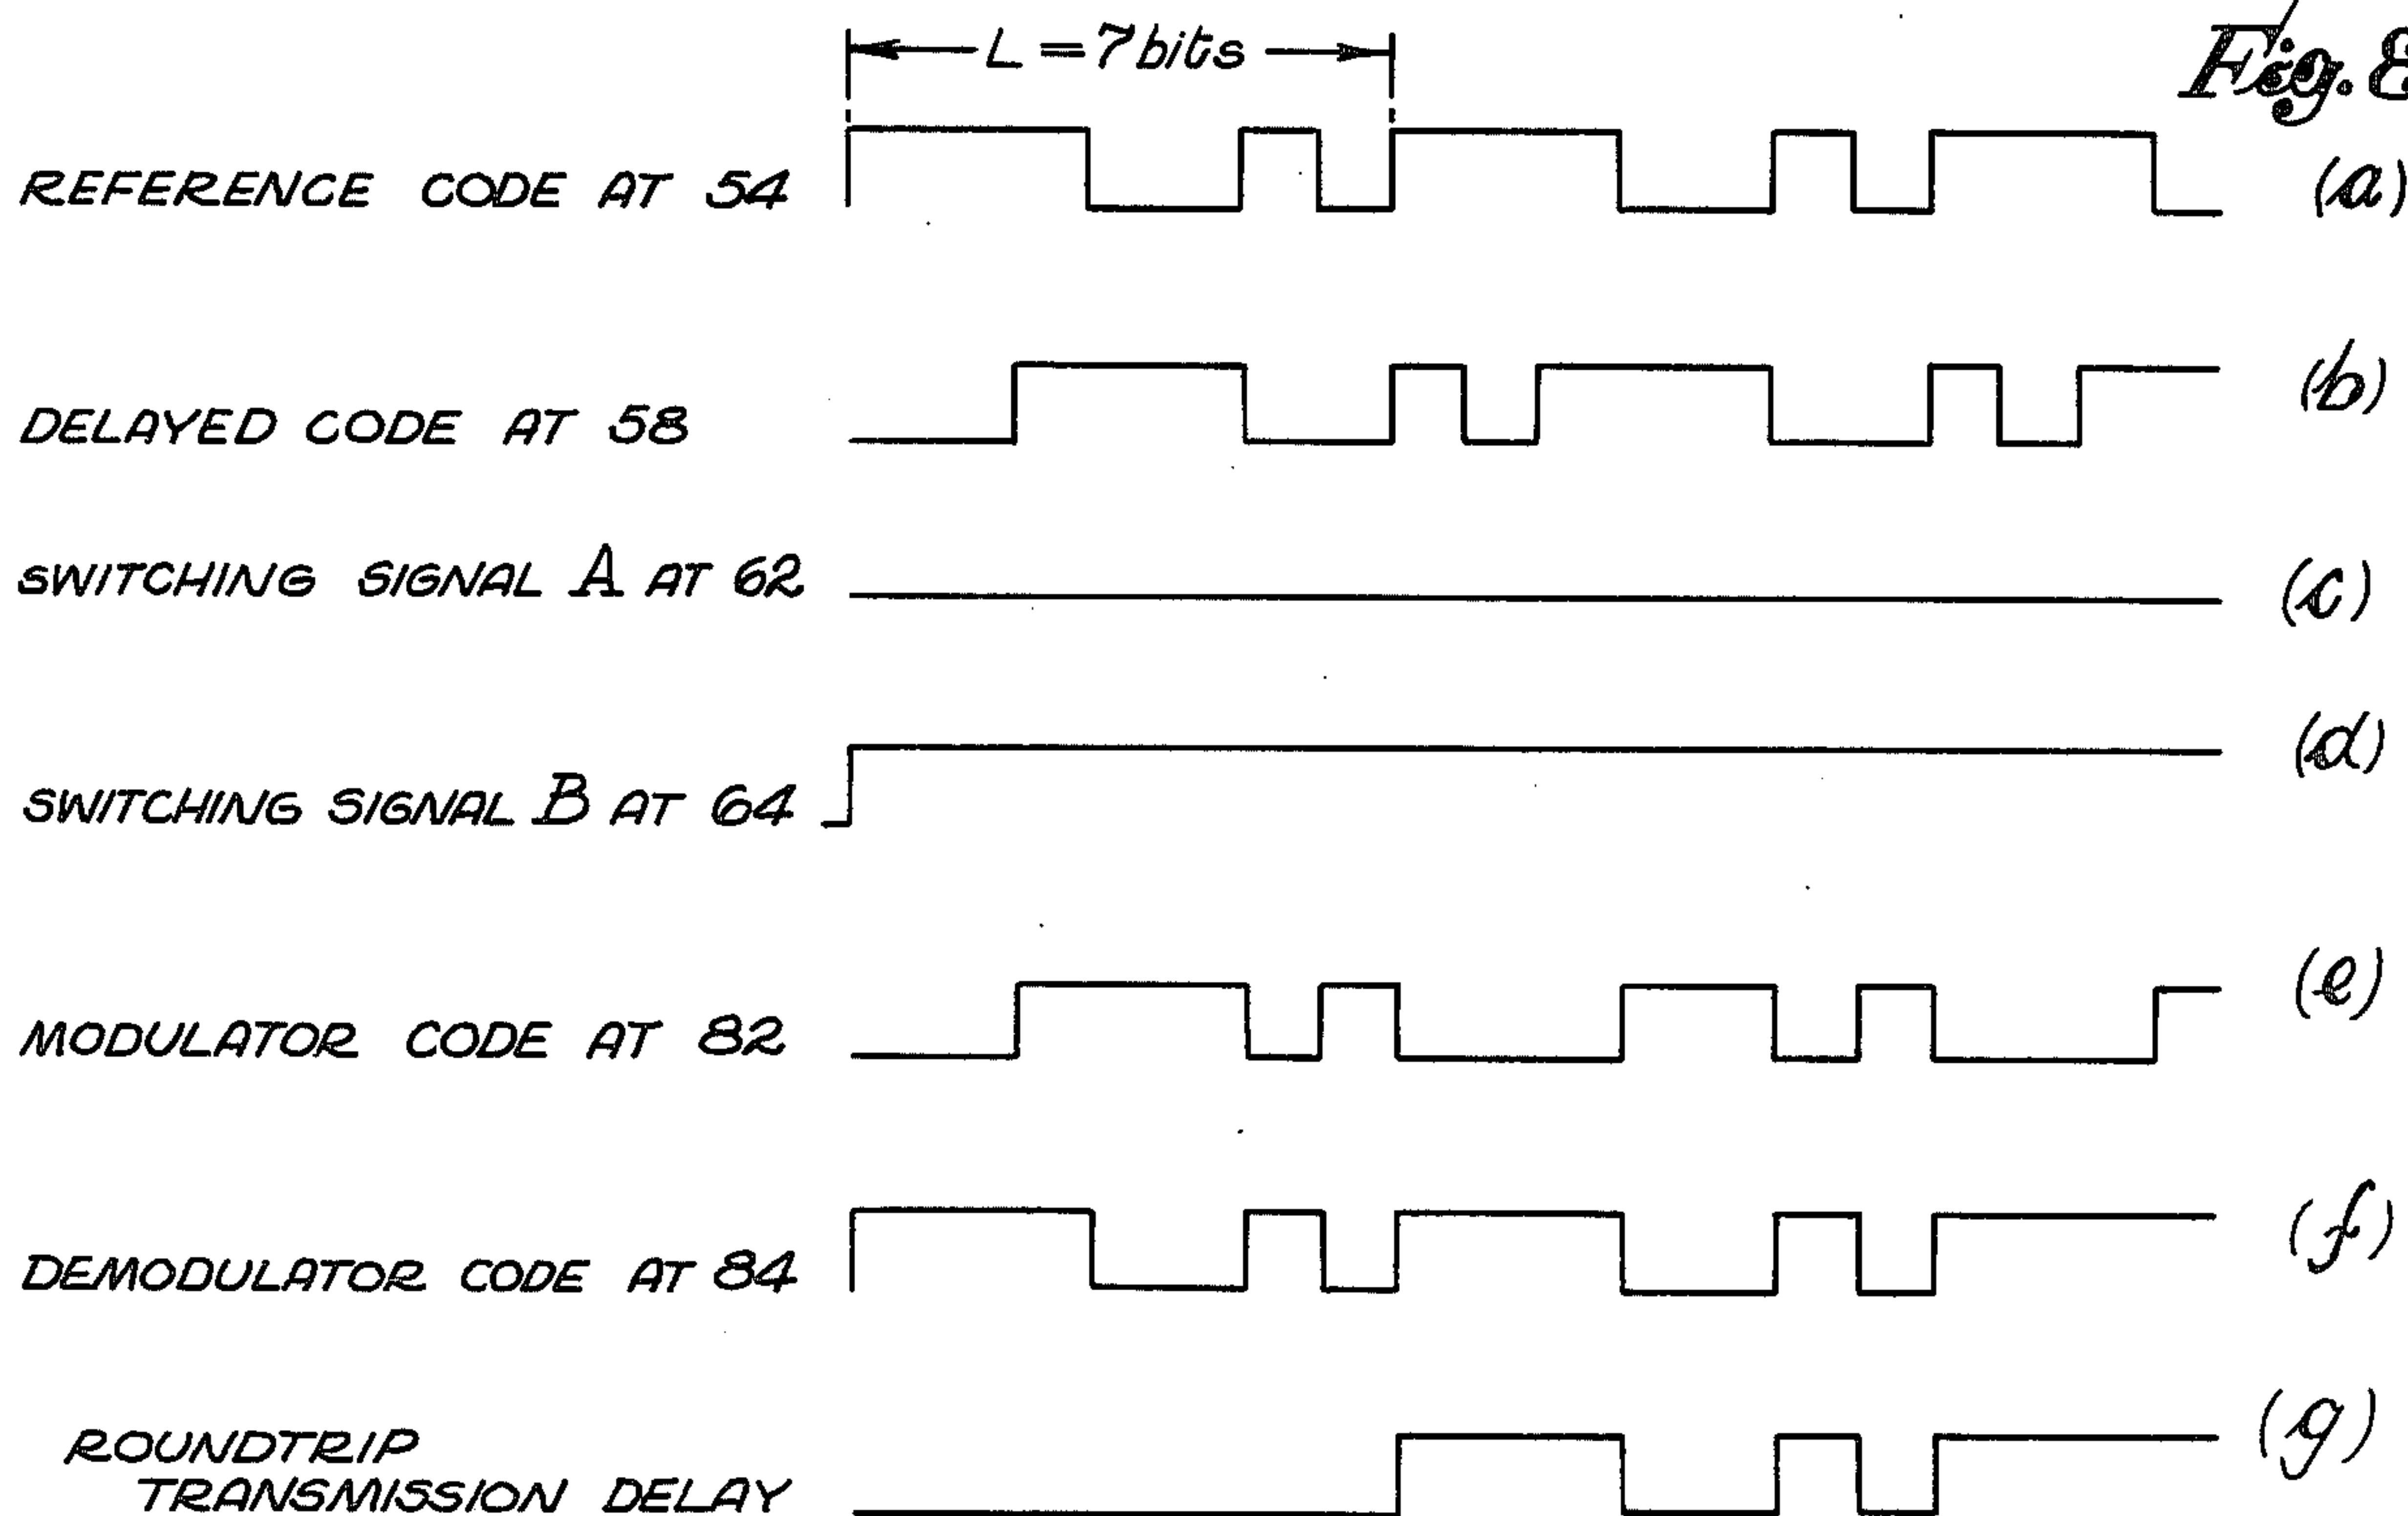 L = 7 bits
Fig. 8
REFERENCE CODE AT 54
(a)
DELAYED CODE AT 58
(b)
SWITCHING SIGNAL A AT 62
(c)
SWITCHING SIGNAL B AT 64
(d)
MODULATOR CODE AT 82
(e)
DEMODULATOR CODE AT 84
(f)
ROUNDTRIP
TRANSMISSION DELAY
(g)